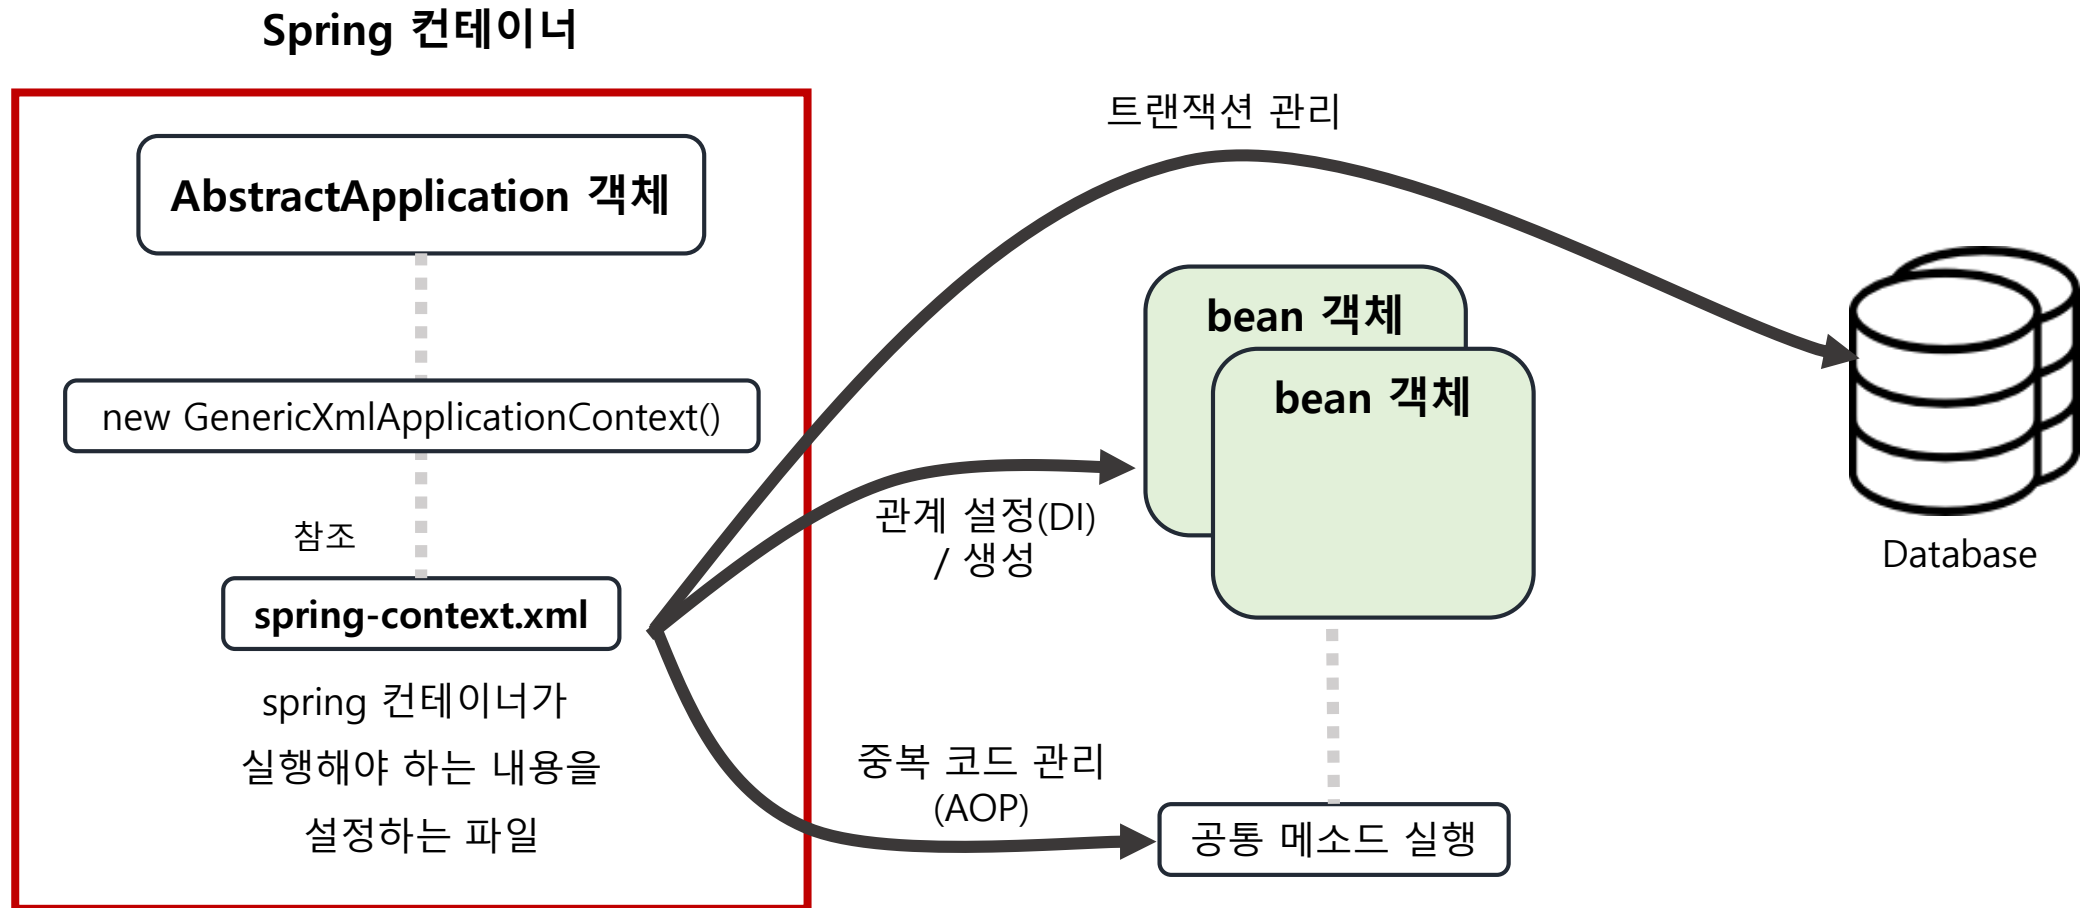 Spring 컨테이너
AbstractApplication 객체
new GenericXmlApplicationContext()
참조
spring-context.xml
spring 컨테이너가
실행해야 하는 내용을
설정하는 파일
트랜잭션 관리
관계 설정(DI)
/ 생성
중복 코드 관리
(AOP)
bean 객체
bean 객체
공통 메소드 실행
Database